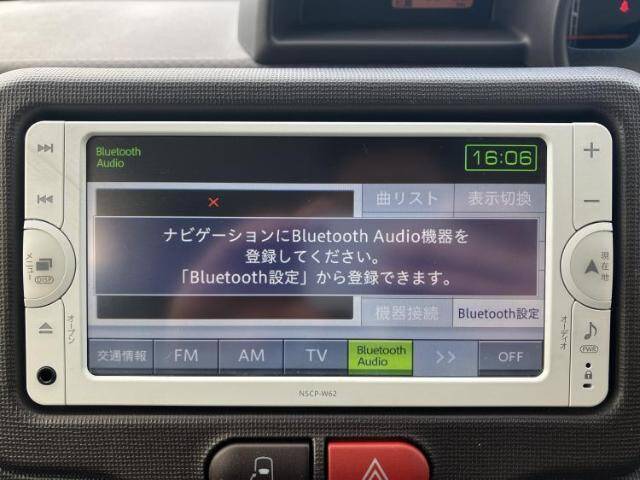 Bluetooth
Audio
16:06
曲リスト 表示切換
ナビゲーションにBluetooth Audio機器を
登録してください。
「Bluetooth設定」から登録できます。
機器接続 Bluetooth設定
交通情報 FM AM TV Bluetooth
Audio >> OFF
メニュー
DISP
オープン
現在地
オーディオ
PWR
NSCP-W62